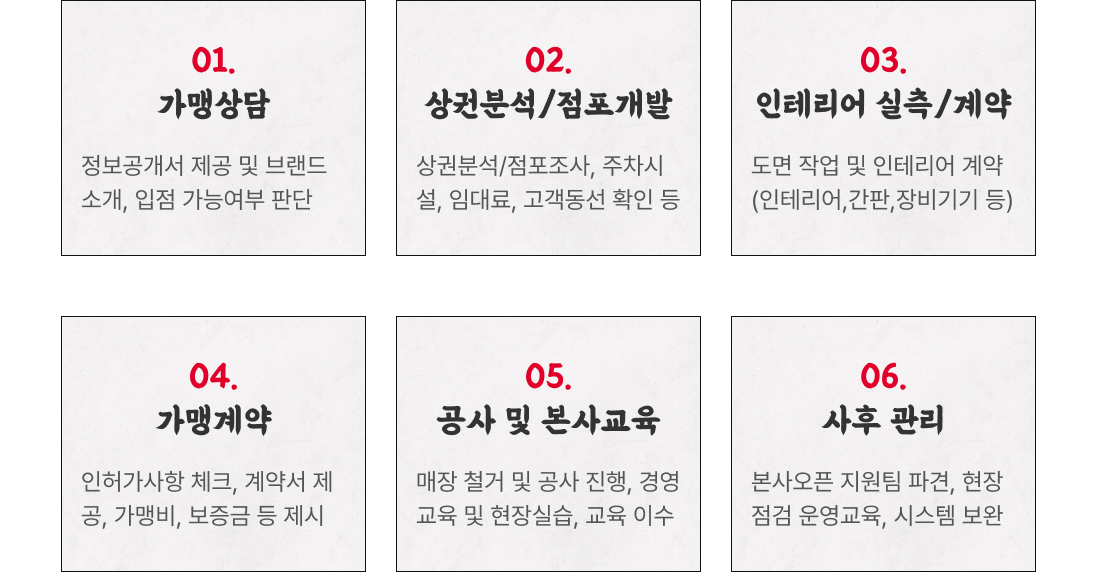 01.
가맹상담
정보공개서 제공 및 브랜드
소개, 입점 가능여부 판단
02.
상권분석/점포개발
상권분석/점포조사, 주차시
설, 임대료, 고객동선 확인 등
03.
인테리어 실측/계약
도면 작업 및 인테리어 계약
(인테리어,간판,장비기기 등)
04.
가맹계약
인허가사항 체크, 계약서 제
공, 가맹비, 보증금 등 제시
05.
공사 및 본사교육
매장 철거 및 공사 진행, 경영
교육 및 현장실습, 교육 이수
06.
사후 관리
본사오픈 지원팀 파견, 현장
점검 운영교육, 시스템 보완